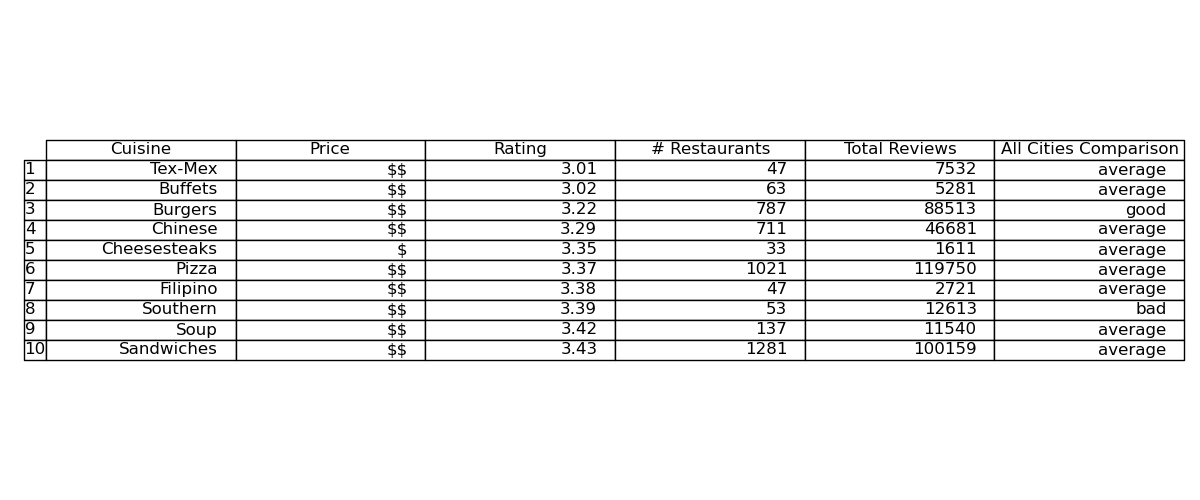 Cuisine Price Rating # Restaurants Total Reviews All Cities Comparison
1 Tex-Mex $$ 3.01 47 7532 average
2 Buffets $$ 3.02 63 5281 average
3 Burgers $$ 3.22 787 88513 good
4 Chinese $$ 3.29 711 46681 average
5 Cheesesteaks $ 3.35 33 1611 average
6 Pizza $$ 3.37 1021 119750 average
7 Filipino $$ 3.38 47 2721 average
8 Southern $$ 3.39 53 12613 bad
9 Soup $$ 3.42 137 11540 average
10 Sandwiches $$ 3.43 1281 100159 average